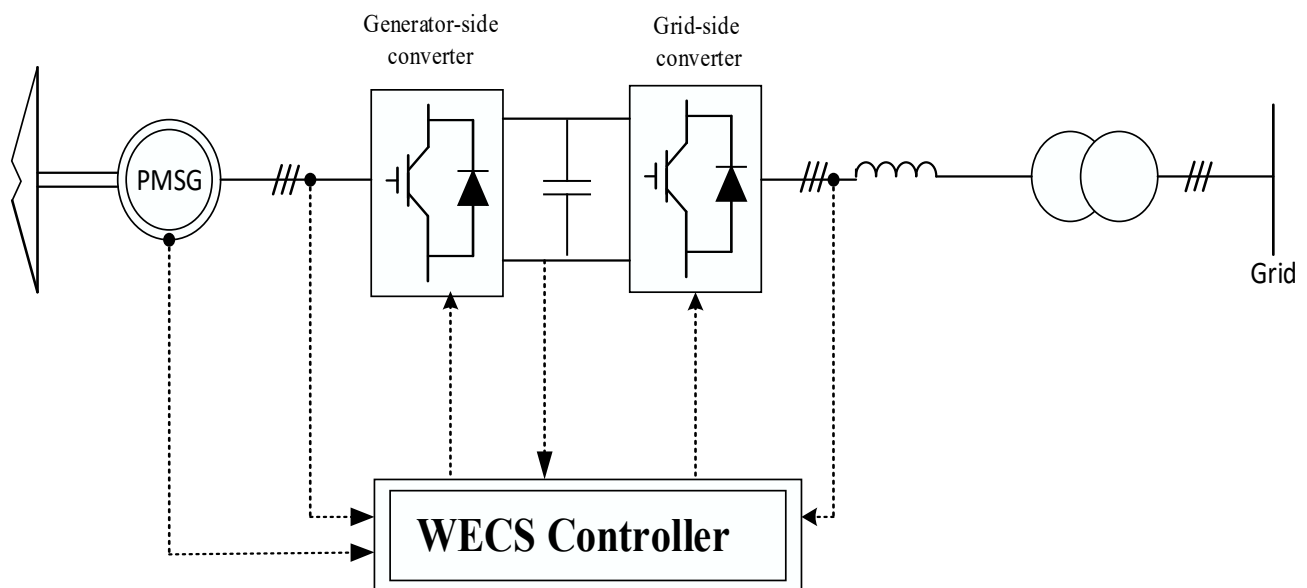 Generator-side
converter
Grid-side
converter
PMSG
Grid
WECS Controller